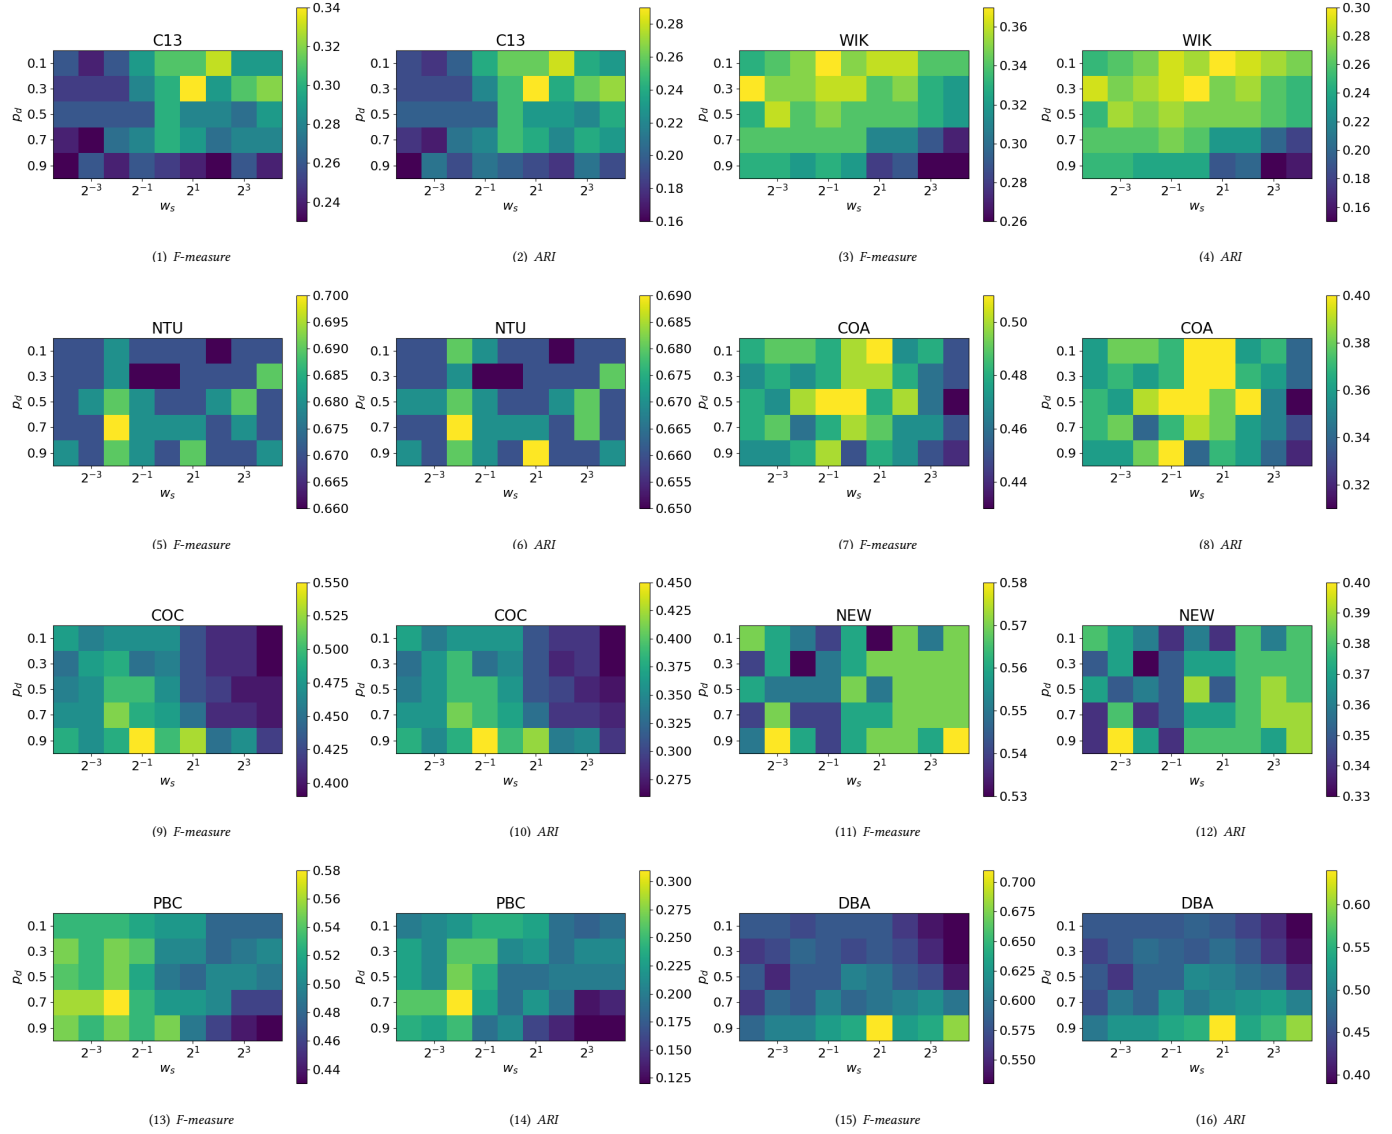 C13
0.1
0.3
0.5
0.7
0.9
p_d
2^-3 2^-1 2^1 2^3
w_s
0.34
0.32
0.30
0.28
0.26
0.24
(1) F-measure
C13
0.1
0.3
0.5
0.7
0.9
p_d
2^-3 2^-1 2^1 2^3
w_s
0.28
0.26
0.24
0.22
0.20
0.18
0.16
(2) ARI
WIK
0.1
0.3
0.5
0.7
0.9
p_d
2^-3 2^-1 2^1 2^3
w_s
0.36
0.34
0.32
0.30
0.28
0.26
(3) F-measure
WIK
0.1
0.3
0.5
0.7
0.9
p_d
2^-3 2^-1 2^1 2^3
w_s
0.30
0.28
0.26
0.24
0.22
0.20
0.18
0.16
(4) ARI
NTU
0.1
0.3
0.5
0.7
0.9
p_d
2^-3 2^-1 2^1 2^3
w_s
0.700
0.695
0.690
0.685
0.680
0.675
0.670
0.665
0.660
(5) F-measure
NTU
0.1
0.3
0.5
0.7
0.9
p_d
2^-3 2^-1 2^1 2^3
w_s
0.690
0.685
0.680
0.675
0.670
0.665
0.660
0.655
0.650
(6) ARI
COA
0.1
0.3
0.5
0.7
0.9
p_d
2^-3 2^-1 2^1 2^3
w_s
0.50
0.48
0.46
0.44
(7) F-measure
COA
0.1
0.3
0.5
0.7
0.9
p_d
2^-3 2^-1 2^1 2^3
w_s
0.40
0.38
0.36
0.34
0.32
(8) ARI
COC
0.1
0.3
0.5
0.7
0.9
p_d
2^-3 2^-1 2^1 2^3
w_s
0.550
0.525
0.500
0.475
0.450
0.425
0.400
(9) F-measure
COC
0.1
0.3
0.5
0.7
0.9
p_d
2^-3 2^-1 2^1 2^3
w_s
0.450
0.425
0.400
0.375
0.350
0.325
0.300
0.275
(10) ARI
NEW
0.1
0.3
0.5
0.7
0.9
p_d
2^-3 2^-1 2^1 2^3
w_s
0.58
0.57
0.56
0.55
0.54
0.53
(11) F-measure
NEW
0.1
0.3
0.5
0.7
0.9
p_d
2^-3 2^-1 2^1 2^3
w_s
0.40
0.39
0.38
0.37
0.36
0.35
0.34
0.33
(12) ARI
PBC
0.1
0.3
0.5
0.7
0.9
p_d
2^-3 2^-1 2^1 2^3
w_s
0.58
0.56
0.54
0.52
0.50
0.48
0.46
0.44
(13) F-measure
PBC
0.1
0.3
0.5
0.7
0.9
p_d
2^-3 2^-1 2^1 2^3
w_s
0.300
0.275
0.250
0.225
0.200
0.175
0.150
0.125
(14) ARI
DBA
0.1
0.3
0.5
0.7
0.9
p_d
2^-3 2^-1 2^1 2^3
w_s
0.700
0.675
0.650
0.625
0.600
0.575
0.550
(15) F-measure
DBA
0.1
0.3
0.5
0.7
0.9
p_d
2^-3 2^-1 2^1 2^3
w_s
0.60
0.55
0.50
0.45
0.40
(16) ARI